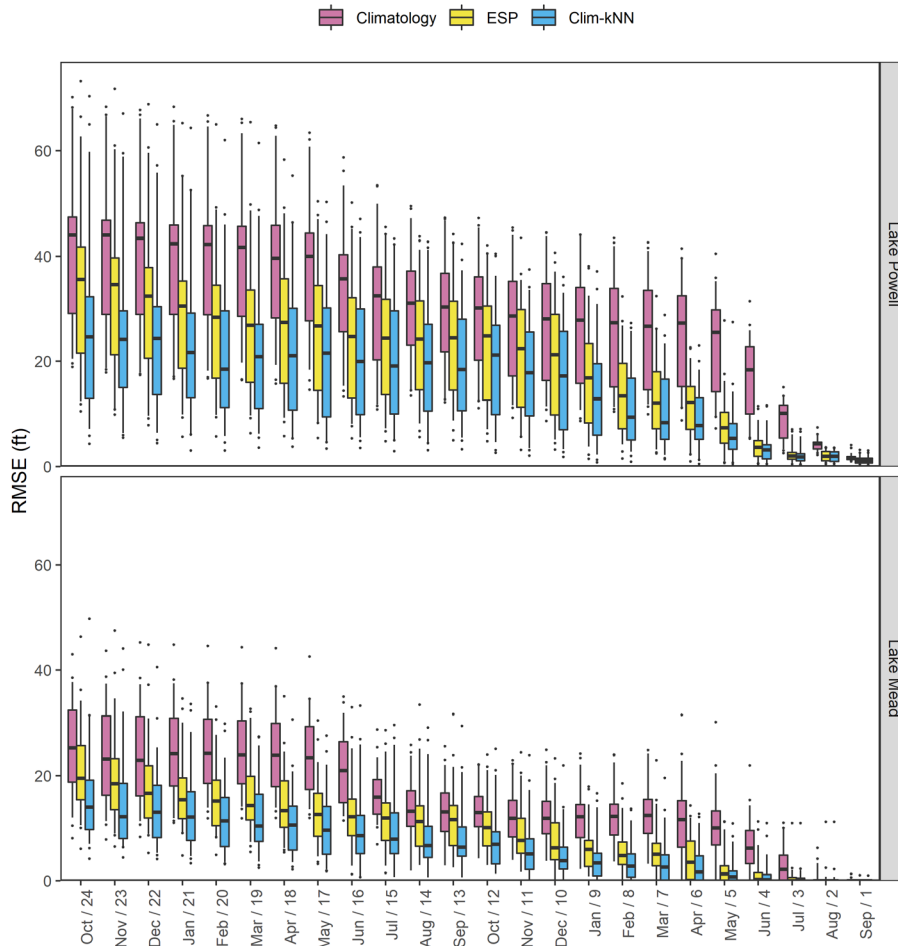 Climatology ESP Clim-kNN
RMSE (ft)
60
40
20
0
Lake Powell
60
40
20
0
Lake Mead
Oct / 24
Nov / 23
Dec / 22
Jan / 21
Feb / 20
Mar / 19
Apr / 18
May / 17
Jun / 16
Jul / 15
Aug / 14
Sep / 13
Oct / 12
Nov / 11
Dec / 10
Jan / 9
Feb / 8
Mar / 7
Apr / 6
May / 5
Jun / 4
Jul / 3
Aug / 2
Sep / 1